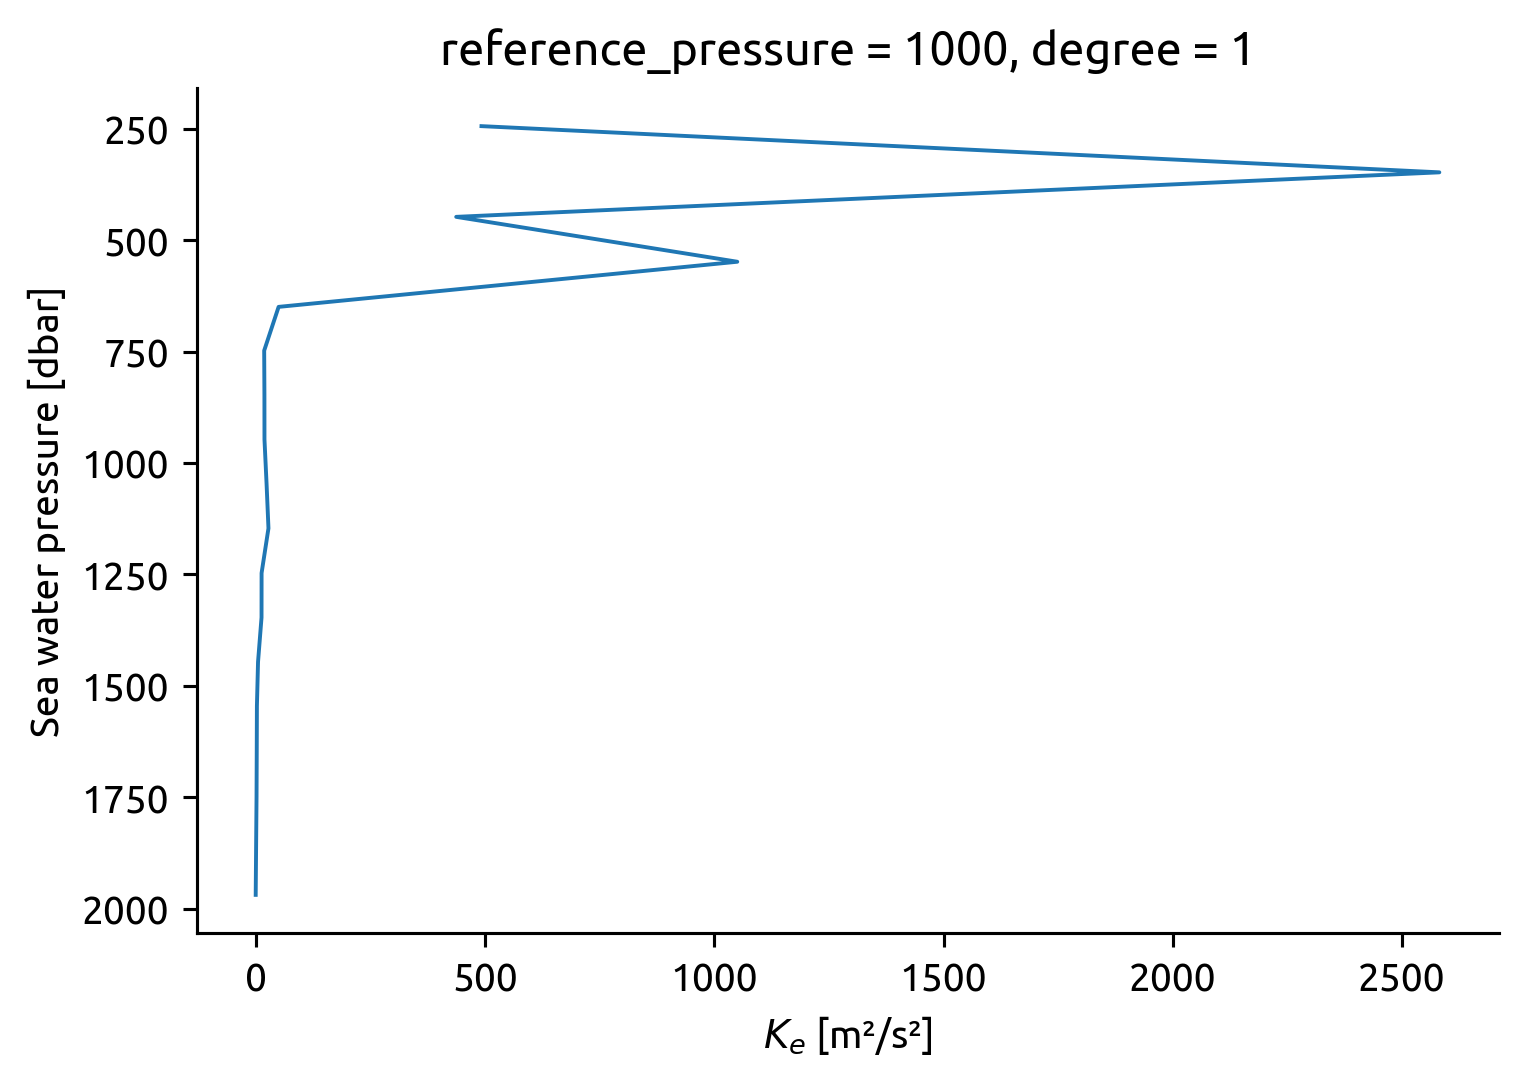 reference_pressure = 1000, degree = 1
Sea water pressure [dbar]
250
500
750
1000
1250
1500
1750
2000
0 500 1000 1500 2000 2500
Kₑ [m²/s²]